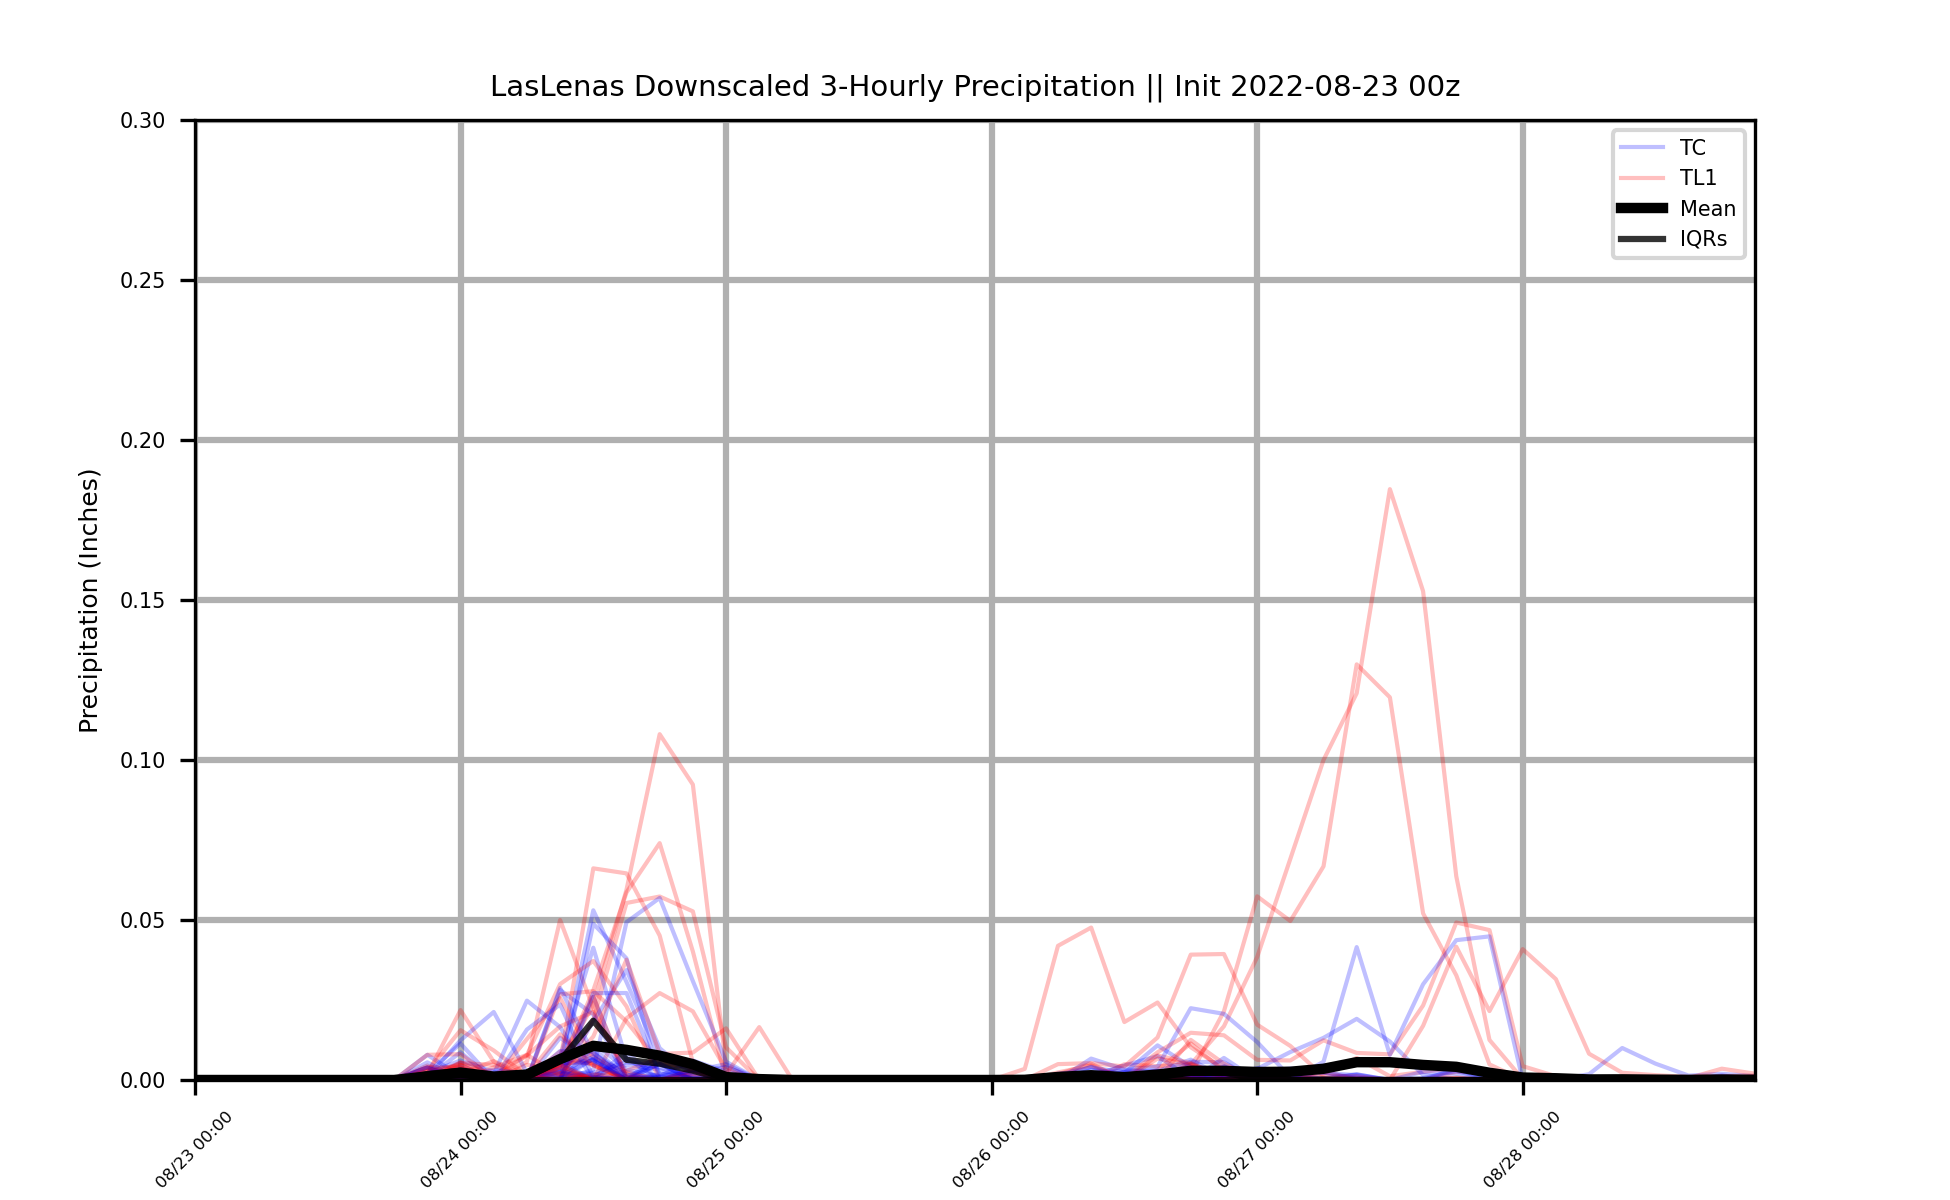 LasLenas Downscaled 3-Hourly Precipitation || Init 2022-08-23 00z
Precipitation (Inches)
0.30
0.25
0.20
0.15
0.10
0.05
0.00
TC
TL1
Mean
IQRs
08/23 00:00
08/24 00:00
08/25 00:00
08/26 00:00
08/27 00:00
08/28 00:00